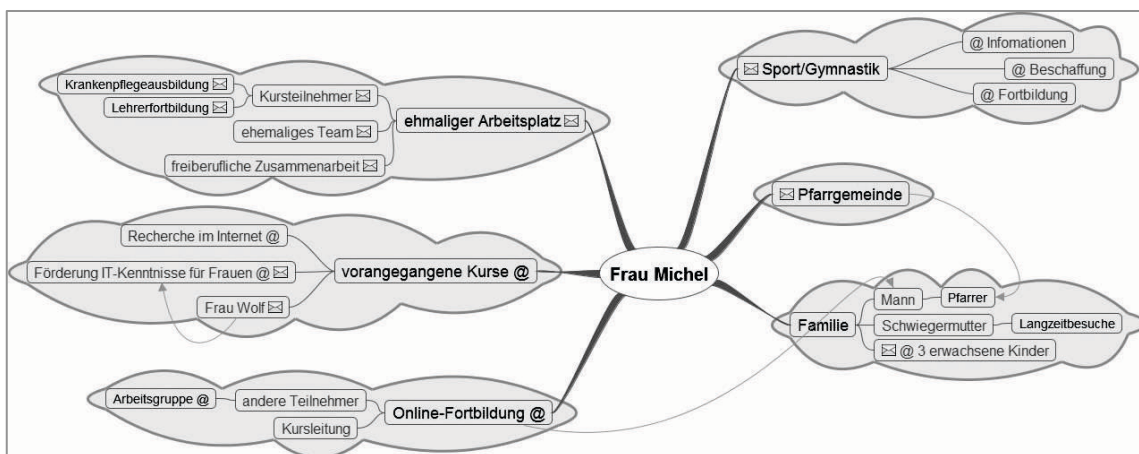 Krankenpflegeausbildung
Lehrerfortbildung
Kursteilnehmer
ehemaliges Team
freiberufliche Zusammenarbeit
ehmaliger Arbeitsplatz
Recherche im Internet @
Förderung IT-Kenntnisse für Frauen @
Frau Wolf
vorangegangene Kurse @
Arbeitsgruppe @
andere Teilnehmer
Kursleitung
Online-Fortbildung @
Frau Michel
Sport/Gymnastik
@ Infomationen
@ Beschaffung
@ Fortbildung
Pfarrgemeinde
Familie
Mann
Pfarrer
Schwiegermutter
Langzeitbesuche
@ 3 erwachsene Kinder